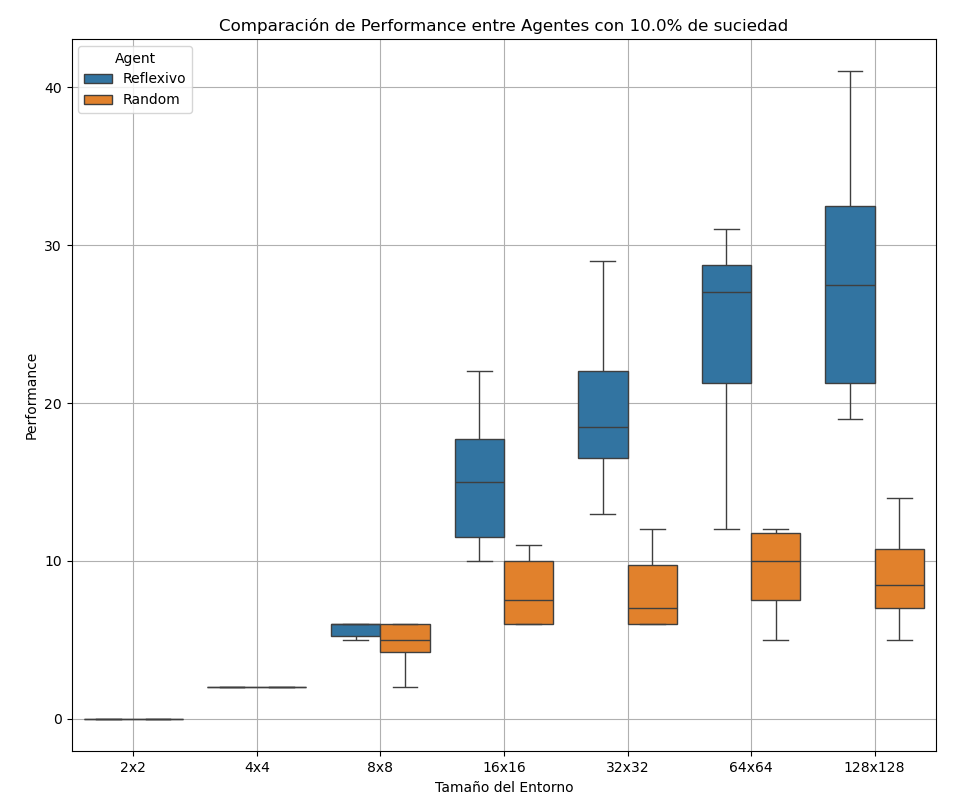 Comparación de Performance entre Agentes con 10.0% de suciedad
Agent
Reflexivo
Random
Performance
40
30
20
10
0
2x2 4x4 8x8 16x16 32x32 64x64 128x128
Tamaño del Entorno